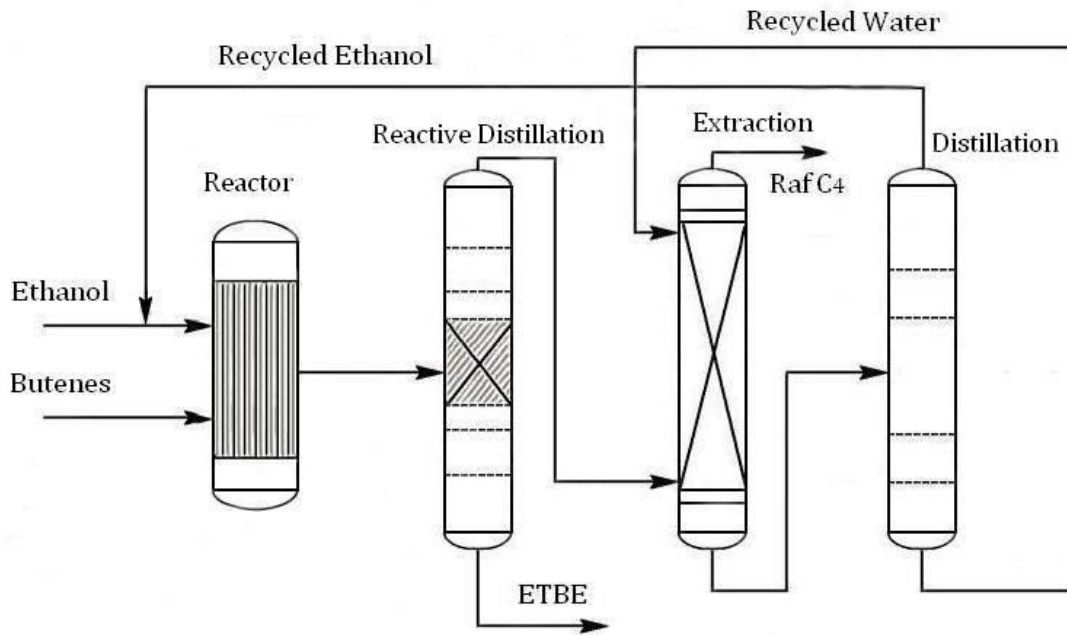 Recycled Water
Recycled Ethanol
Reactive Distillation
Extraction
Distillation
Reactor
Raf C4
Ethanol
Butenes
ETBE